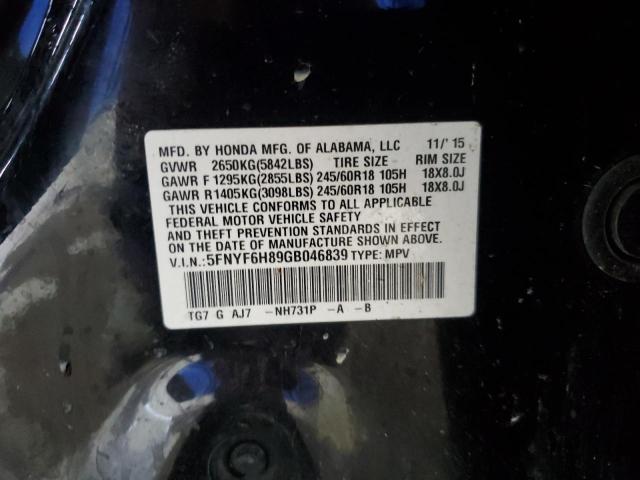 MFD. BY HONDA MFG. OF ALABAMA, LLC 11/'15
GVWR 2650KG(5842LBS) TIRE SIZE RIM SIZE
GAWR F 1295KG(2855LBS) 245/60R18 105H 18X8.0J
GAWR R1405KG(3098LBS) 245/60R18 105H 18X8.0J
THIS VEHICLE CONFORMS TO ALL APPLICABLE
FEDERAL MOTOR VEHICLE SAFETY
AND THEFT PREVENTION STANDARDS IN EFFECT
ON THE DATE OF MANUFACTURE SHOWN ABOVE.
V.I.N.:5FNYF6H89GB046839 TYPE: MPV
TG7 G AJ7 -NH731P -A -B